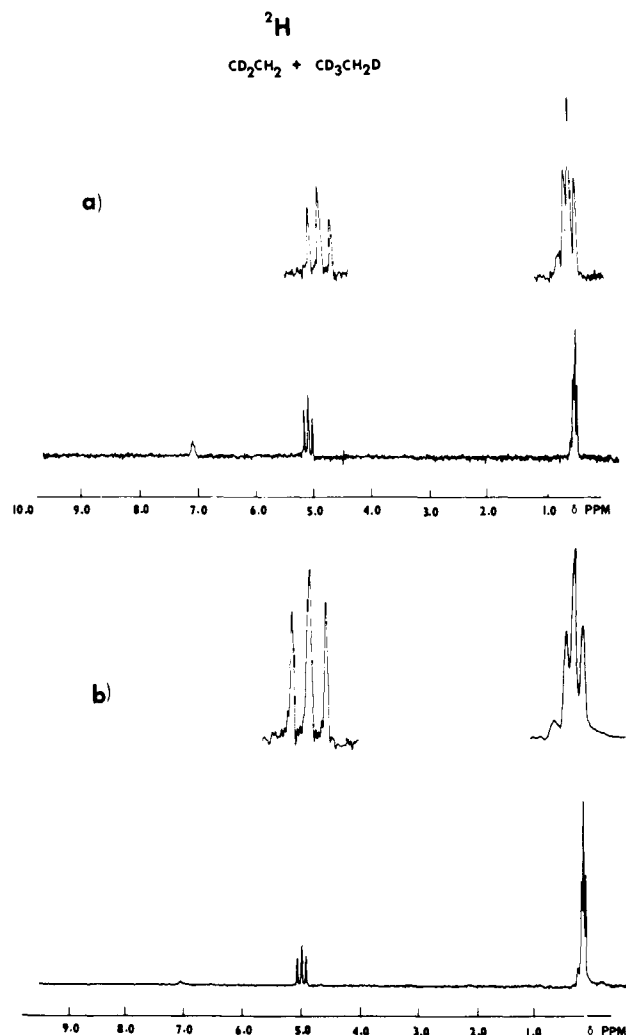 ²H
CD₂CH₂ + CD₃CH₂D
a)
10.0 9.0 8.0 7.0 6.0 5.0 4.0 3.0 2.0 1.0 δ PPM
b)
9.0 8.0 7.0 6.0 5.0 4.0 3.0 2.0 1.0 δ PPM